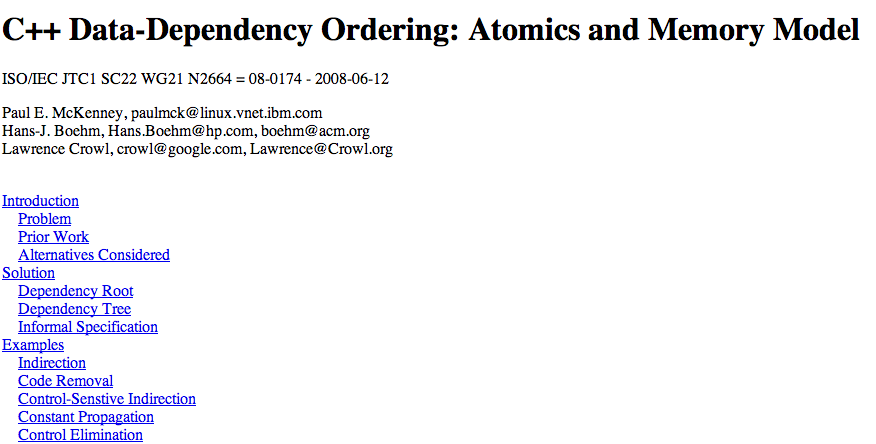 C++ Data-Dependency Ordering: Atomics and Memory Model
ISO/IEC JTC1 SC22 WG21 N2664 = 08-0174 - 2008-06-12
Paul E. McKenney, paulmck@linux.vnet.ibm.com
Hans-J. Boehm, Hans.Boehm@hp.com, boehm@acm.org
Lawrence Crowl, crowl@google.com, Lawrence@Crowl.org
Introduction
Problem
Prior Work
Alternatives Considered
Solution
Dependency Root
Dependency Tree
Informal Specification
Examples
Indirection
Code Removal
Control-Senstive Indirection
Constant Propagation
Control Elimination